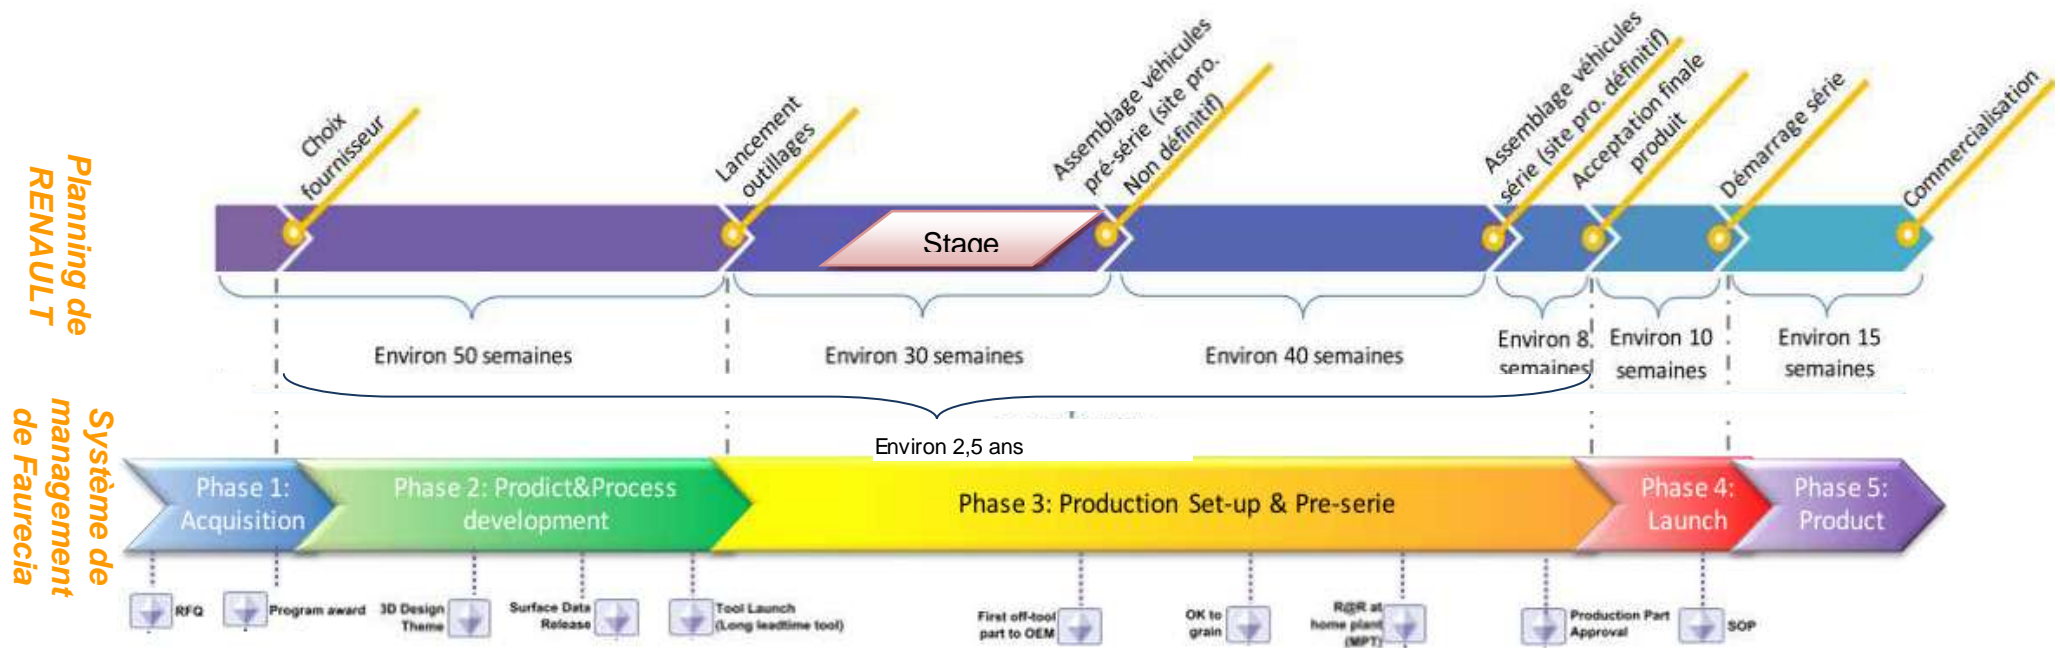 Planning de
RENAULT
Choix
fournisseur
Lancement
outillages
Assemblage véhicules
pré-série (site pro.
Non définitif)
Assemblage véhicules
série (site pro. définitif)
Acceptation finale
produit
Démarrage série
Commercialisation
Stage
Environ 50 semaines
Environ 30 semaines
Environ 40 semaines
Environ 8
semaines
Environ 10
semaines
Environ 15
semaines
Environ 2,5 ans
Système de
management
de Faurecia
Phase 1:
Acquisition
Phase 2: Prodict&Process
development
Phase 3: Production Set-up & Pre-serie
Phase 4:
Launch
Phase 5:
Product
RFQ
Program award
3D Design
Theme
Surface Data
Release
Tool Launch
(Long leadtime tool)
First off-tool
part to OEM
OK to
grain
R@R at
home plant
(MPT)
Production Part
Approval
SOP